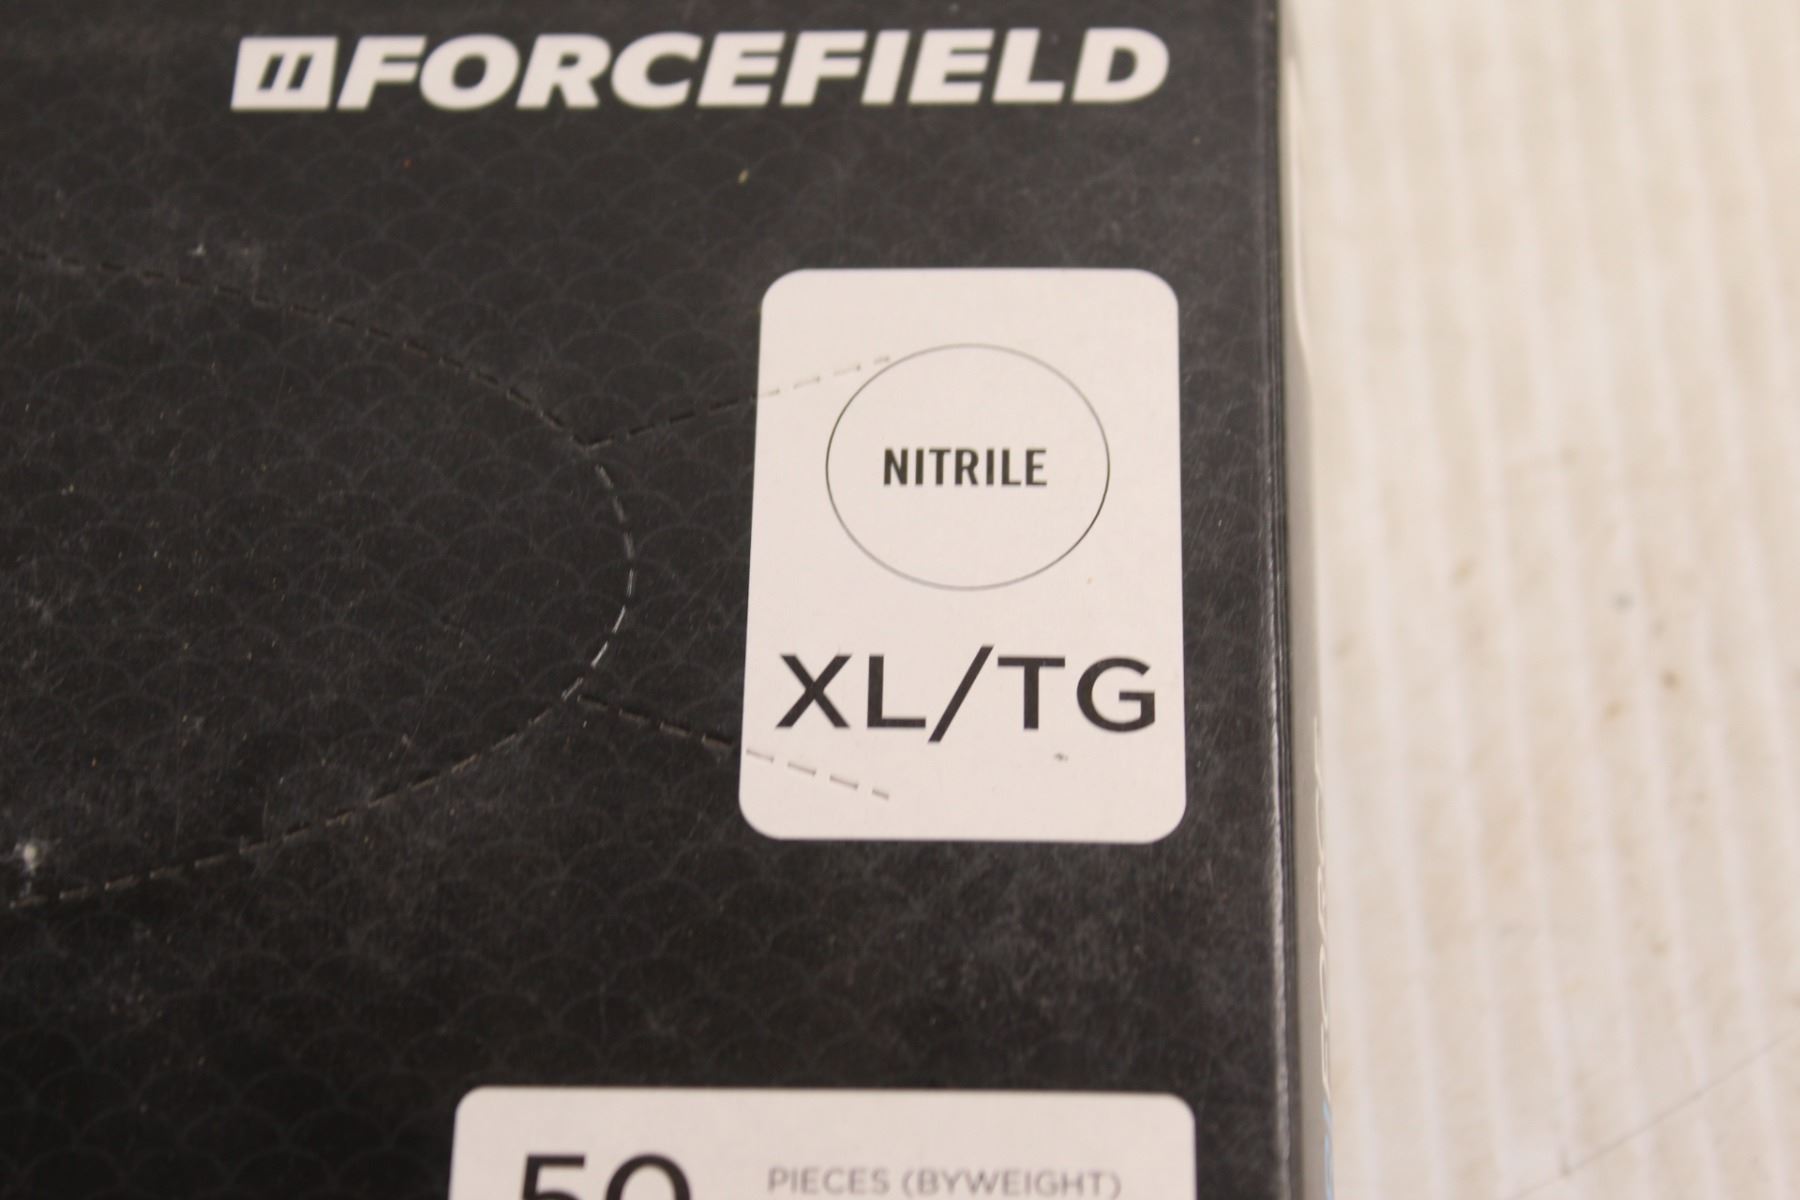 FORCEFIELD
NITRILE
XL/TG
50 PIECES (BYWEIGHT)